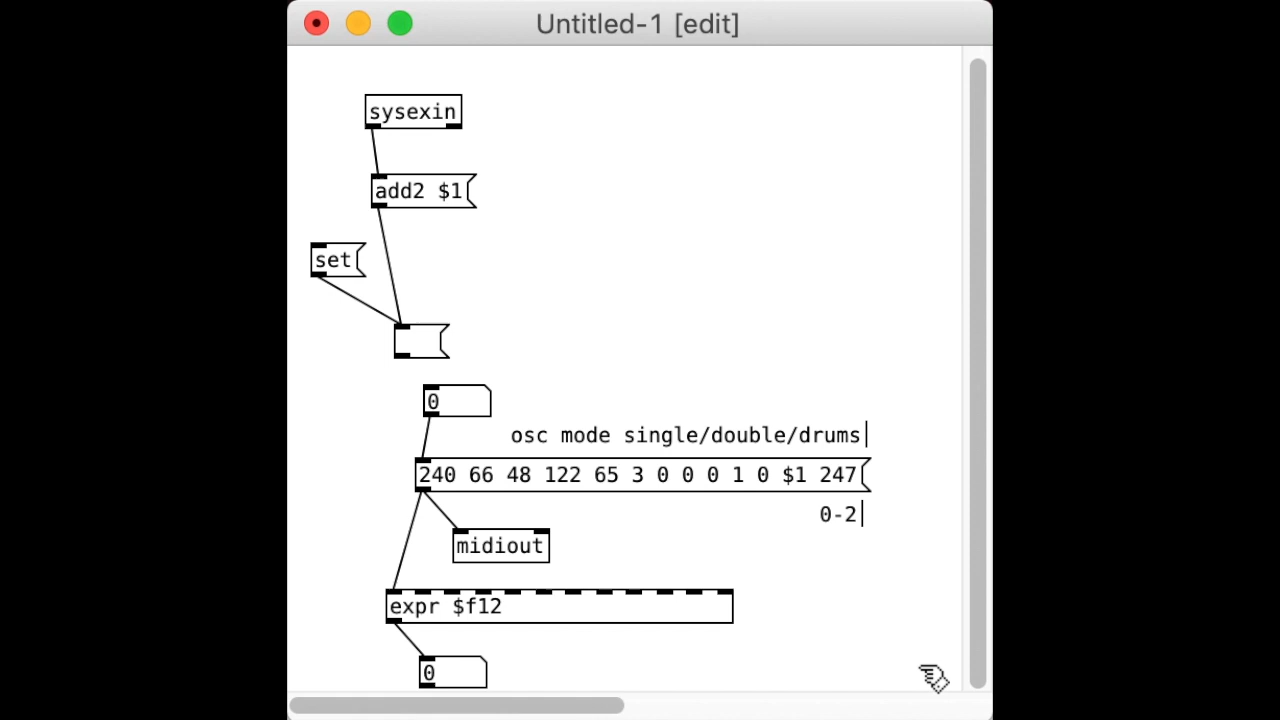 Untitled-1 [edit]
sysexin
add2 $1
set
0
osc mode single/double/drums
240 66 48 122 65 3 0 0 0 1 0 $1 247
0-2
midiout
expr $f12
0